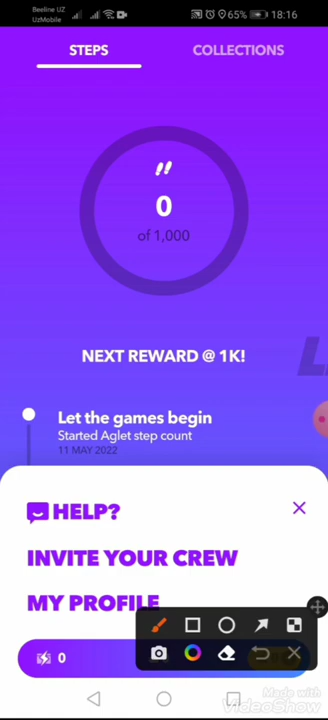 Beeline UZ
UzMobile
65%
18:16
STEPS
COLLECTIONS
0
of 1,000
NEXT REWARD @ 1K!
Let the games begin
Started Aglet step count
11 MAY 2022
HELP?
INVITE YOUR CREW
MY PROFILE
0
Made with
VideoShow